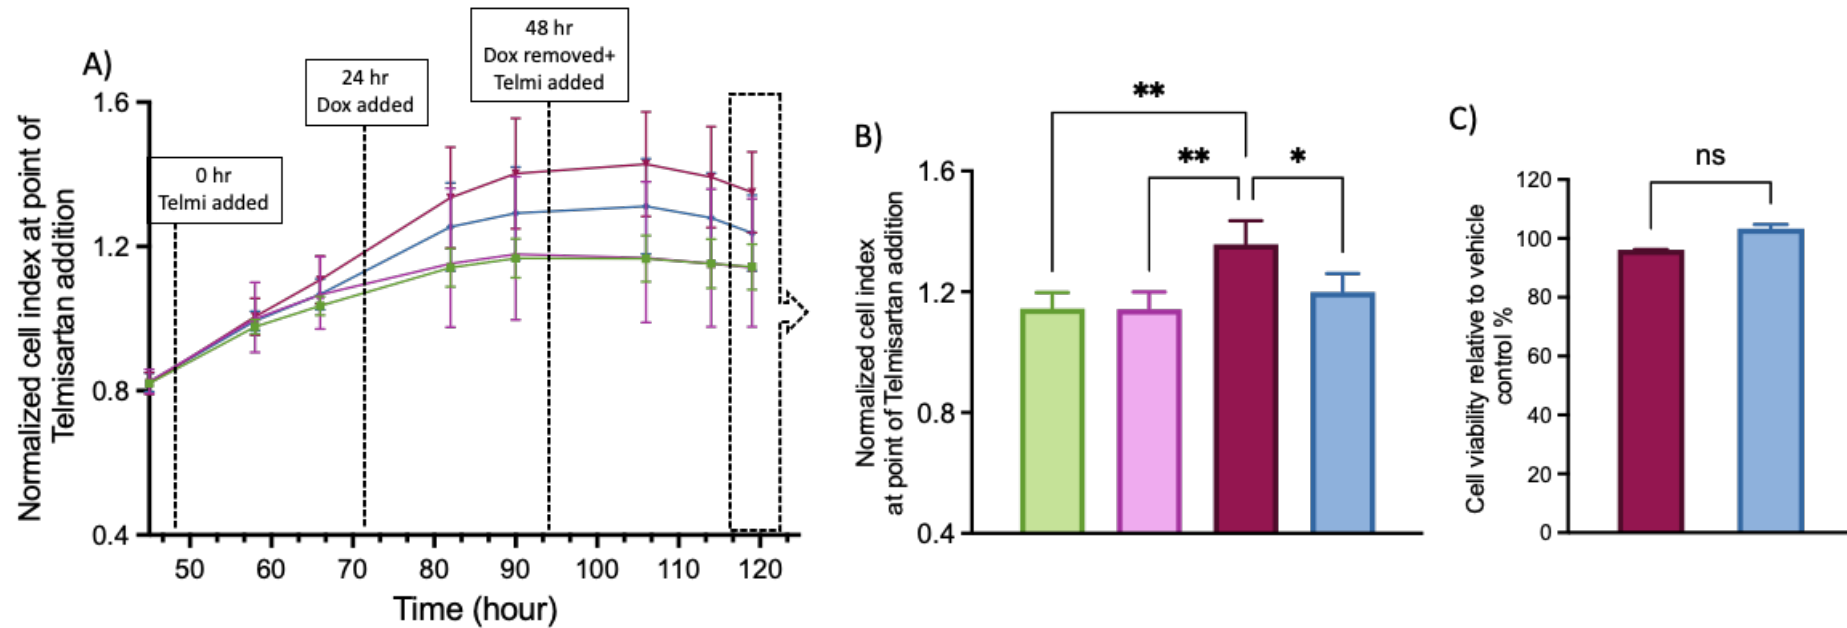 A)
Normalized cell index at point of
Telmisartan addition
1.6
1.2
0.8
0.4
0 hr
Telmi added
24 hr
Dox added
48 hr
Dox removed+
Telmi added
50 60 70 80 90 100 110 120
Time (hour)
B)
Normalized cell index
at point of Telmisartan addition
1.6
1.2
0.8
0.4
**
** *
C)
Cell viability relative to vehicle
control %
120
100
80
60
40
20
0
ns